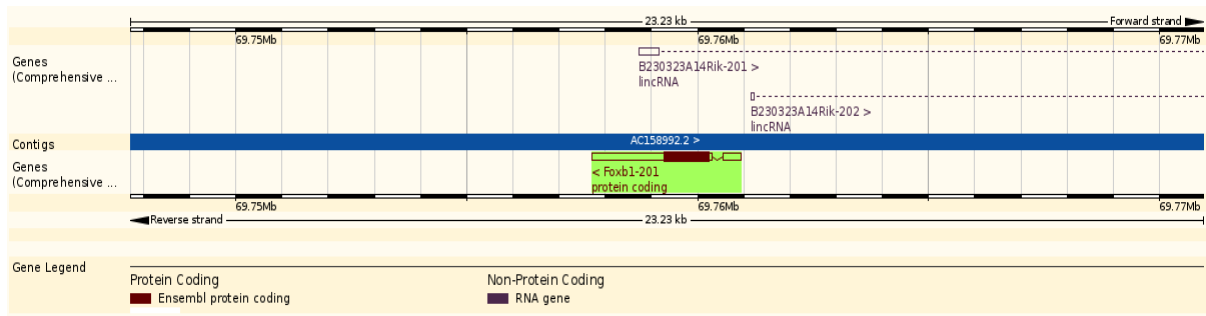 23.23 kb
Forward strand
69.75Mb
69.76Mb
69.77Mb
Genes
(Comprehensive ...
B230323A14Rik-201 >
lincRNA
B230323A14Rik-202 >
lincRNA
Contigs
AC158992.2 >
Genes
(Comprehensive ...
< Foxb1-201
protein coding
69.75Mb
69.76Mb
69.77Mb
Reverse strand
23.23 kb
Gene Legend
Protein Coding
Non-Protein Coding
Ensembl protein coding
RNA gene